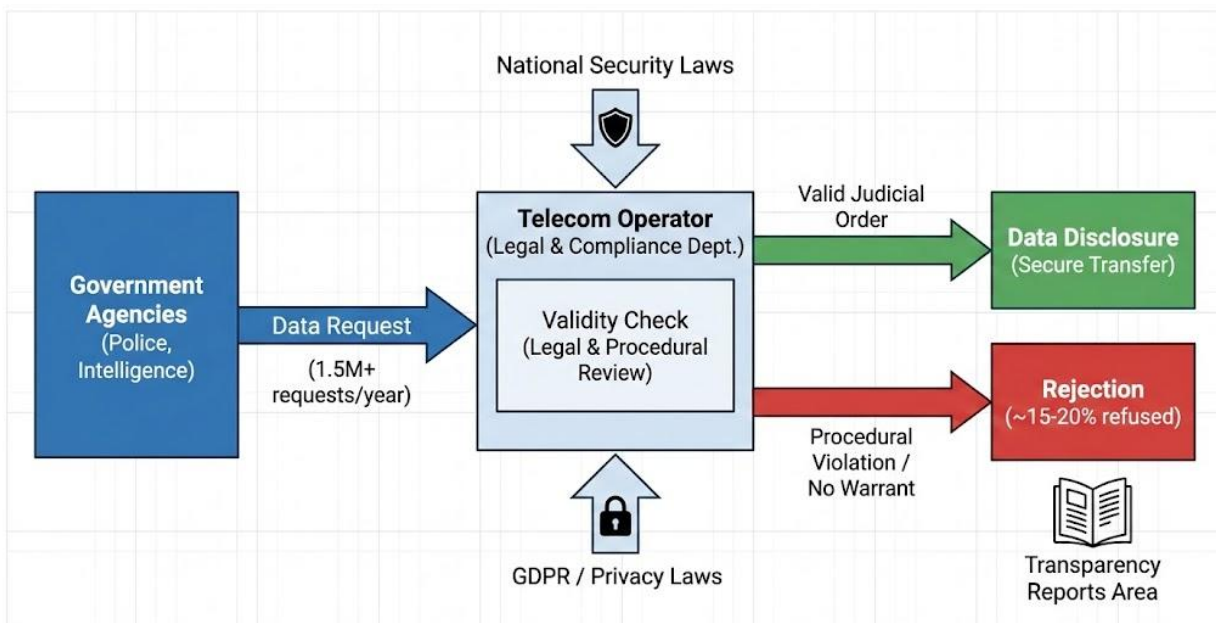 National Security Laws
Government
Agencies
(Police,
Intelligence)
Data Request
(1.5M+
requests/year)
Telecom Operator
(Legal & Compliance Dept.)
Validity Check
(Legal & Procedural
Review)
GDPR / Privacy Laws
Valid Judicial
Order
Data Disclosure
(Secure Transfer)
Procedural
Violation /
No Warrant
Rejection
(~15-20% refused)
Transparency
Reports Area